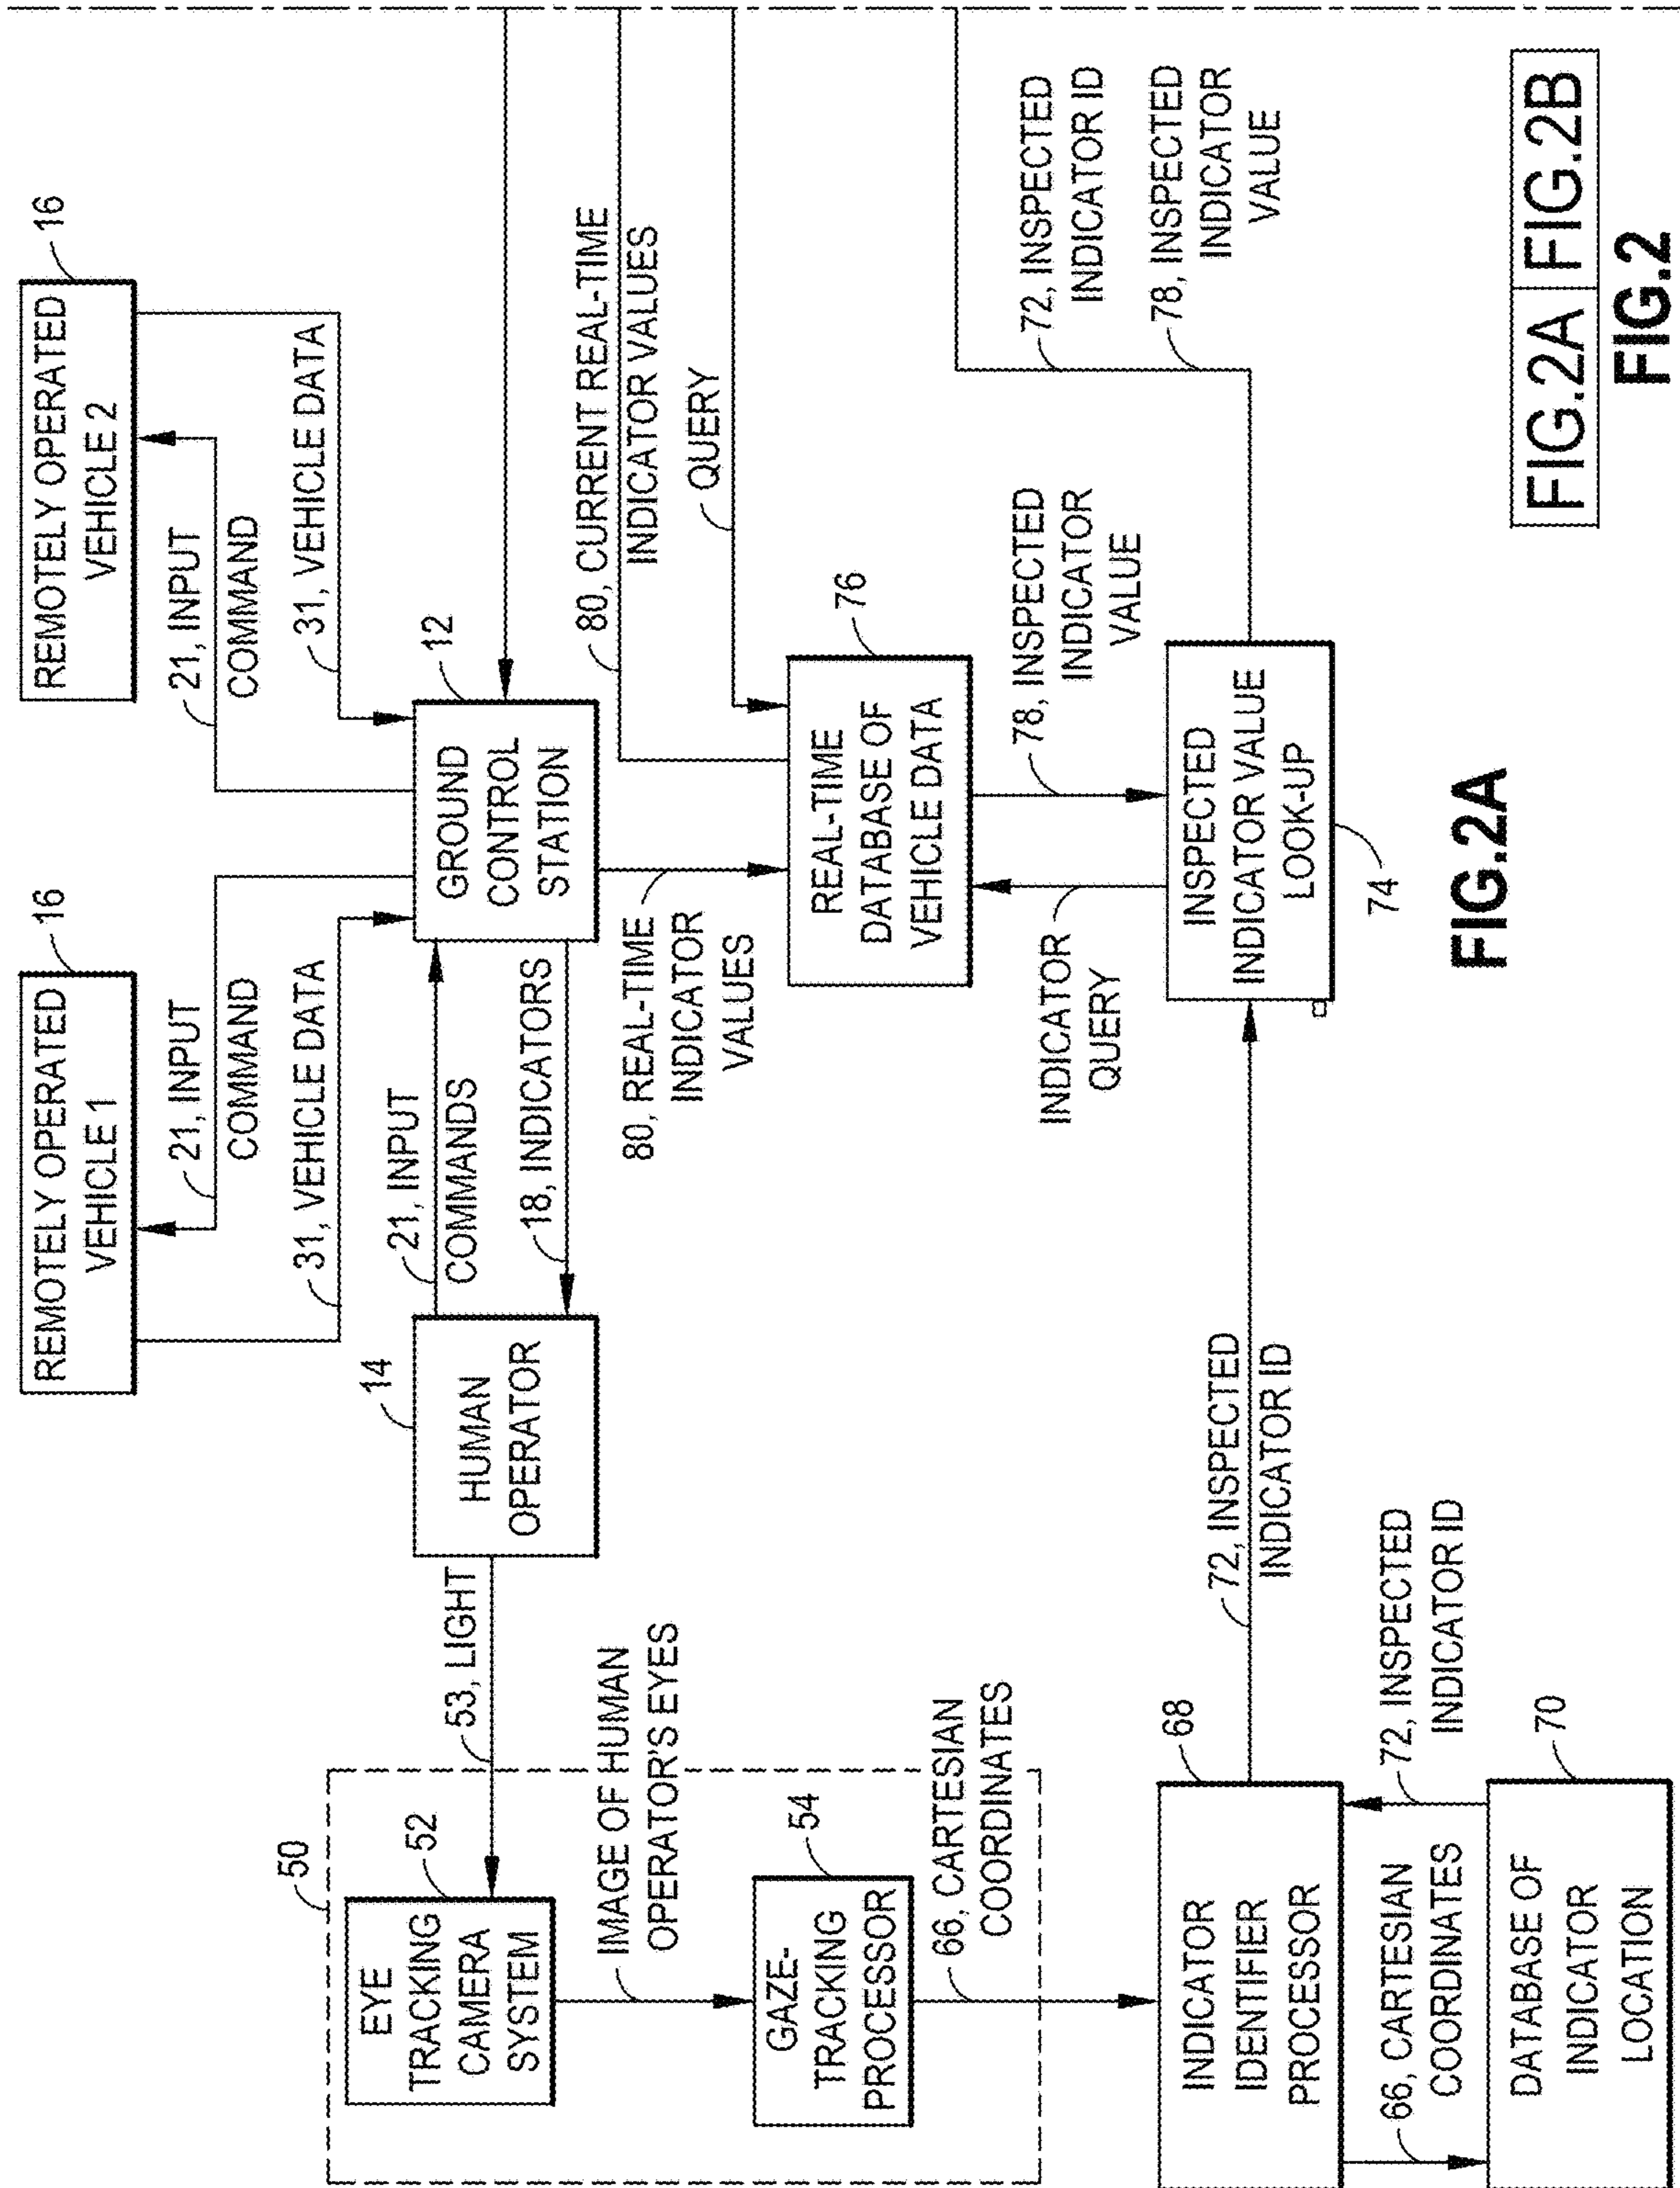 REMOTELY OPERATED
VEHICLE 1
16
REMOTELY OPERATED
VEHICLE 2
16
21, INPUT
COMMAND
31, VEHICLE DATA
21, INPUT
COMMAND
31, VEHICLE DATA
14
HUMAN
OPERATOR
21, INPUT
COMMANDS
18, INDICATORS
12
GROUND
CONTROL
STATION
50
53, LIGHT
EYE
TRACKING
CAMERA
SYSTEM
52
IMAGE OF HUMAN
OPERATOR'S EYES
GAZE-
TRACKING
PROCESSOR
54
66, CARTESIAN
COORDINATES
80, REAL-TIME
INDICATOR
VALUES
80, CURRENT REAL-TIME
INDICATOR VALUES
QUERY
REAL-TIME
DATABASE OF
VEHICLE DATA
76
INDICATOR
QUERY
78, INSPECTED
INDICATOR
VALUE
72, INSPECTED
INDICATOR ID
78, INSPECTED
INDICATOR
VALUE
INDICATOR
IDENTIFIER
PROCESSOR
68
72, INSPECTED
INDICATOR ID
INSPECTED
INDICATOR VALUE
LOOK-UP
74
66, CARTESIAN
COORDINATES
72, INSPECTED
INDICATOR ID
DATABASE OF
INDICATOR
LOCATION
70
FIG.2A
FIG.2A FIG.2B
FIG.2